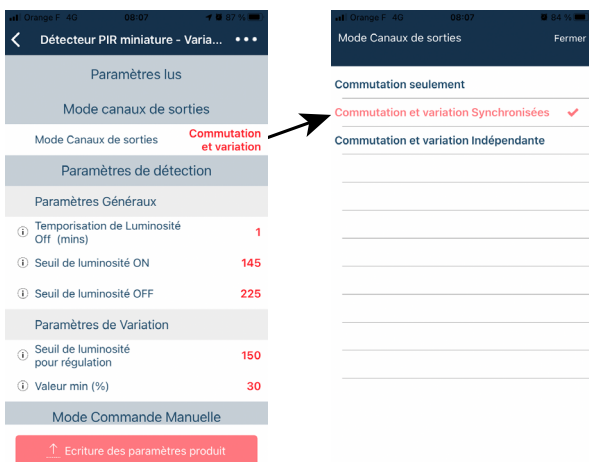 Orange F 4G 08:07 87 %
Détecteur PIR miniature - Varia... •••
Paramètres lus
Mode canaux de sorties
Mode Canaux de sorties Commutation
et variation
Paramètres de détection
Paramètres Généraux
Temporisation de Luminosité
Off (mins) 1
Seuil de luminosité ON 145
Seuil de luminosité OFF 225
Paramètres de Variation
Seuil de luminosité
pour régulation 150
Valeur min (%) 30
Mode Commande Manuelle
Ecriture des paramètres produit
Orange F 4G 08:07 84 %
Mode Canaux de sorties Fermer
Commutation seulement
Commutation et variation Synchronisées
Commutation et variation Indépendante